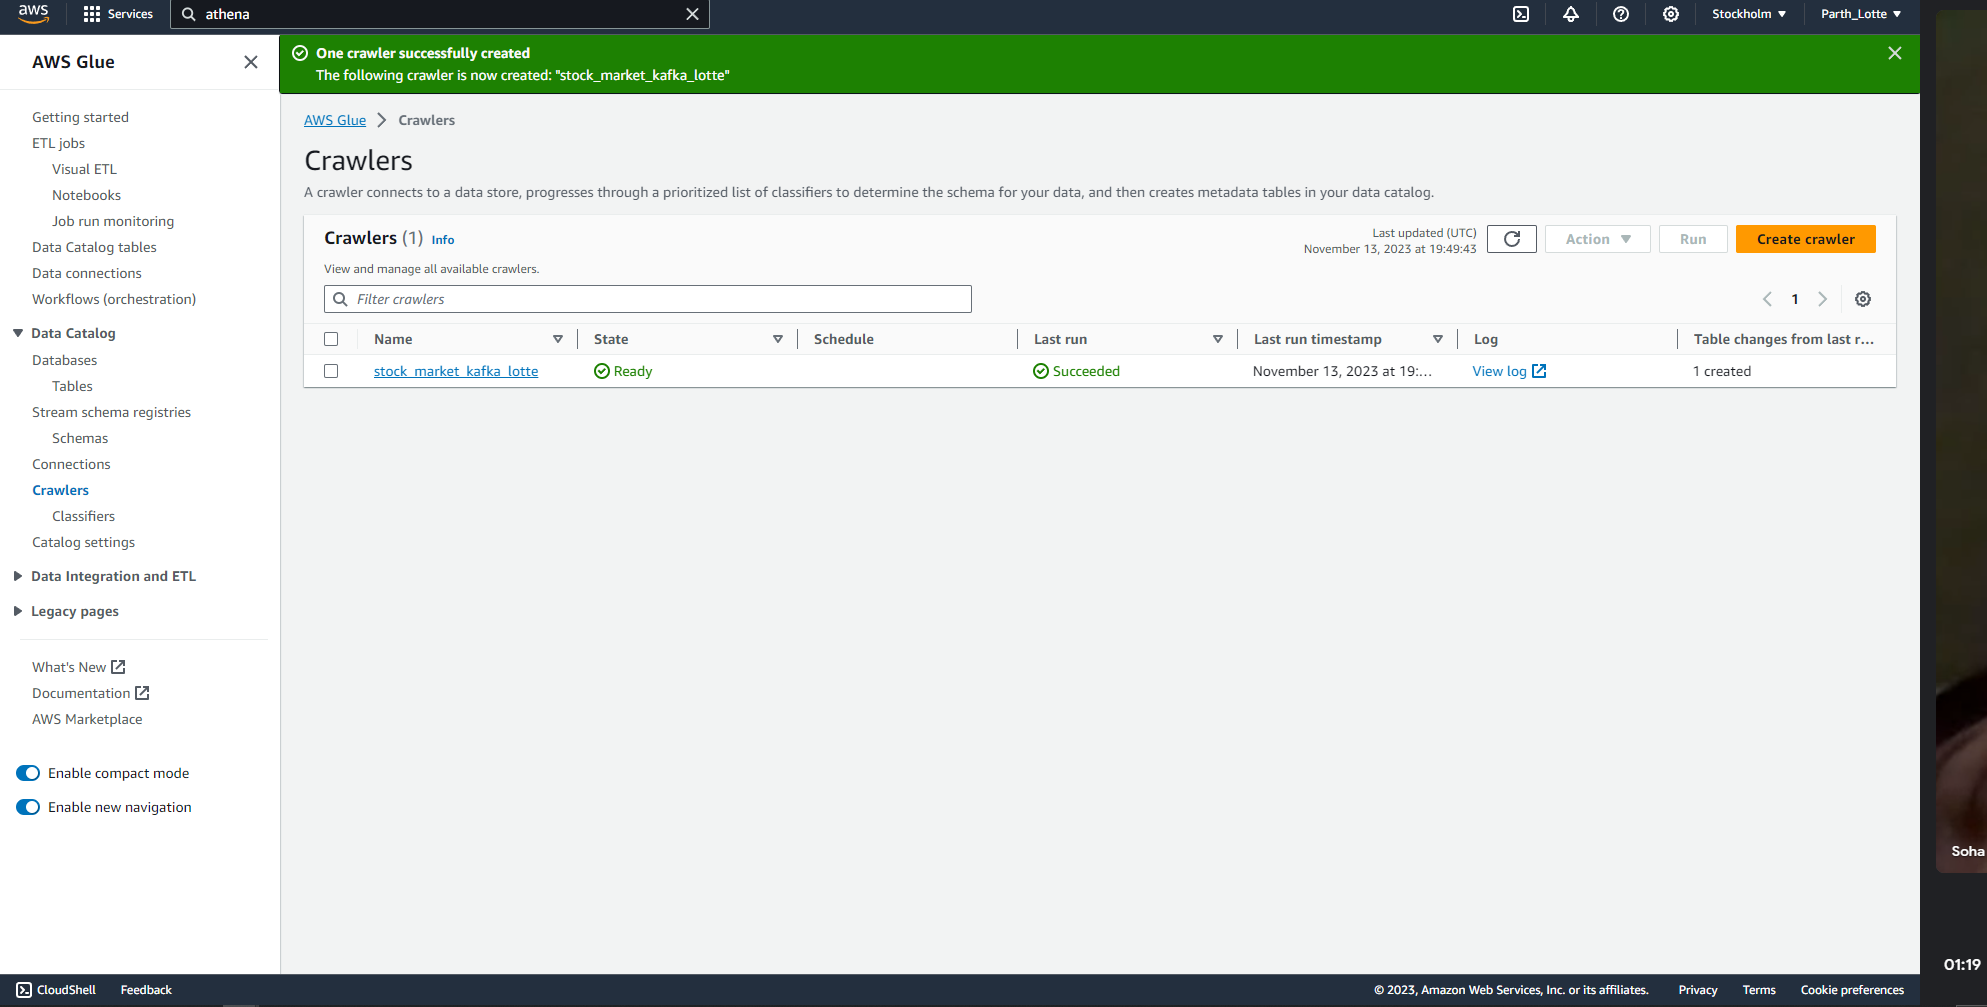 aws
Services
athena
Stockholm
Parth_Lotte
AWS Glue
Getting started
ETL jobs
Visual ETL
Notebooks
Job run monitoring
Data Catalog tables
Data connections
Workflows (orchestration)
Data Catalog
Databases
Tables
Stream schema registries
Schemas
Connections
Crawlers
Classifiers
Catalog settings
Data Integration and ETL
Legacy pages
What's New
Documentation
AWS Marketplace
Enable compact mode
Enable new navigation
One crawler successfully created
The following crawler is now created: "stock_market_kafka_lotte"
AWS Glue > Crawlers
Crawlers
A crawler connects to a data store, progresses through a prioritized list of classifiers to determine the schema for your data, and then creates metadata tables in your data catalog.
Crawlers (1) Info
View and manage all available crawlers.
Last updated (UTC)
November 13, 2023 at 19:49:43
Action
Run
Create crawler
Filter crawlers
1
Name State Schedule Last run Last run timestamp Log Table changes from last r...
stock_market_kafka_lotte Ready Succeeded November 13, 2023 at 19:... View log 1 created
Soha
01:19
CloudShell Feedback
© 2023, Amazon Web Services, Inc. or its affiliates. Privacy Terms Cookie preferences